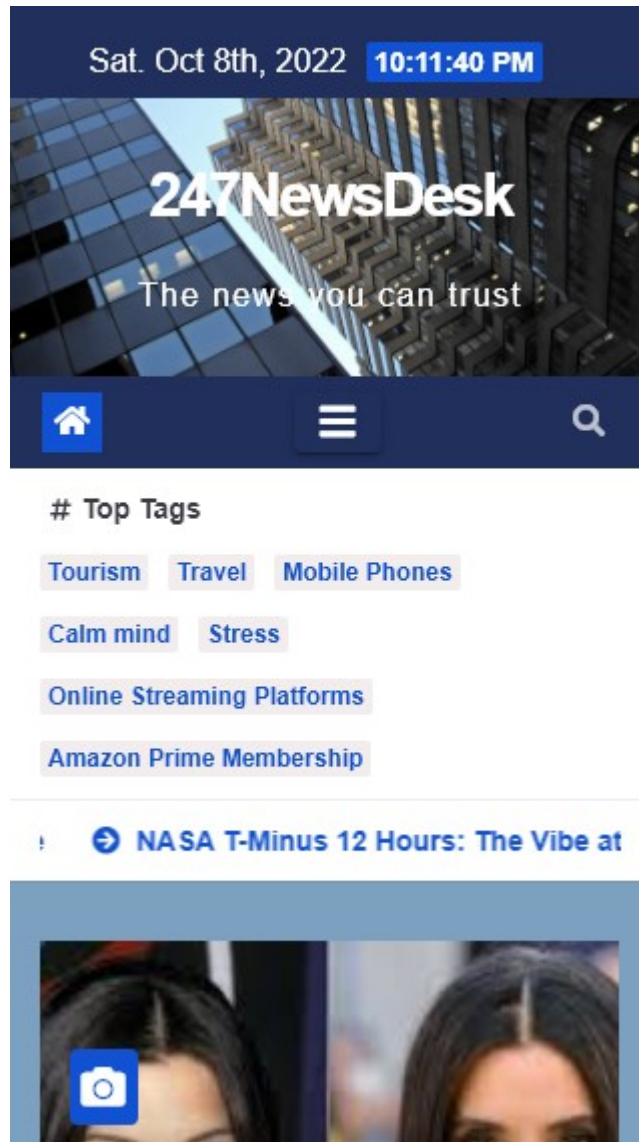 Sat. Oct 8th, 2022 10:11:40 PM
247NewsDesk
The news you can trust
# Top Tags
Tourism Travel Mobile Phones
Calm mind Stress
Online Streaming Platforms
Amazon Prime Membership
NASA T-Minus 12 Hours: The Vibe at